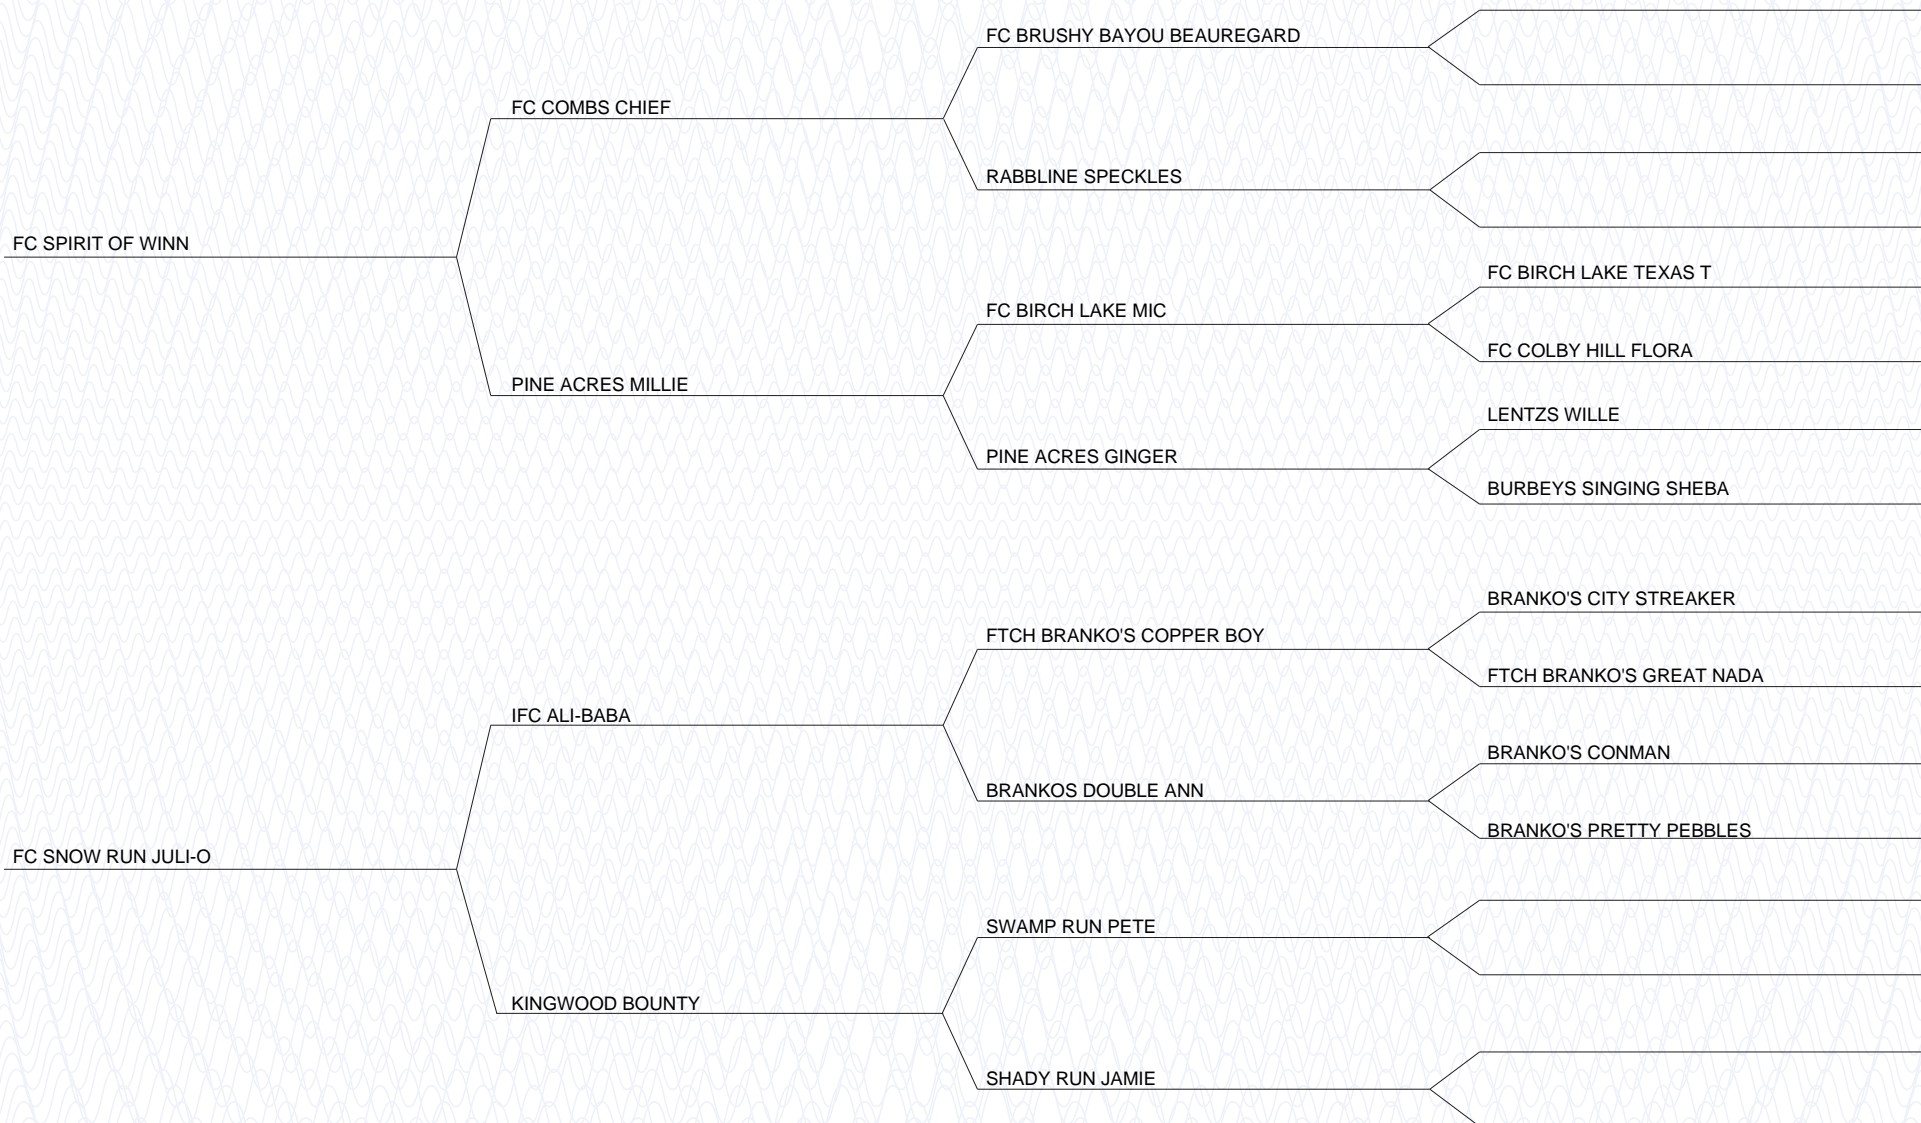 FC BRUSHY BAYOU BEAUREGARD
FC COMBS CHIEF
RABBLINE SPECKLES
FC SPIRIT OF WINN
FC BIRCH LAKE TEXAS T
FC BIRCH LAKE MIC
FC COLBY HILL FLORA
PINE ACRES MILLIE
LENTZS WILLE
PINE ACRES GINGER
BURBEYS SINGING SHEBA
BRANKO'S CITY STREAKER
FTCH BRANKO'S COPPER BOY
FTCH BRANKO'S GREAT NADA
IFC ALI-BABA
BRANKO'S CONMAN
BRANKOS DOUBLE ANN
BRANKO'S PRETTY PEBBLES
FC SNOW RUN JULI-O
SWAMP RUN PETE
KINGWOOD BOUNTY
SHADY RUN JAMIE